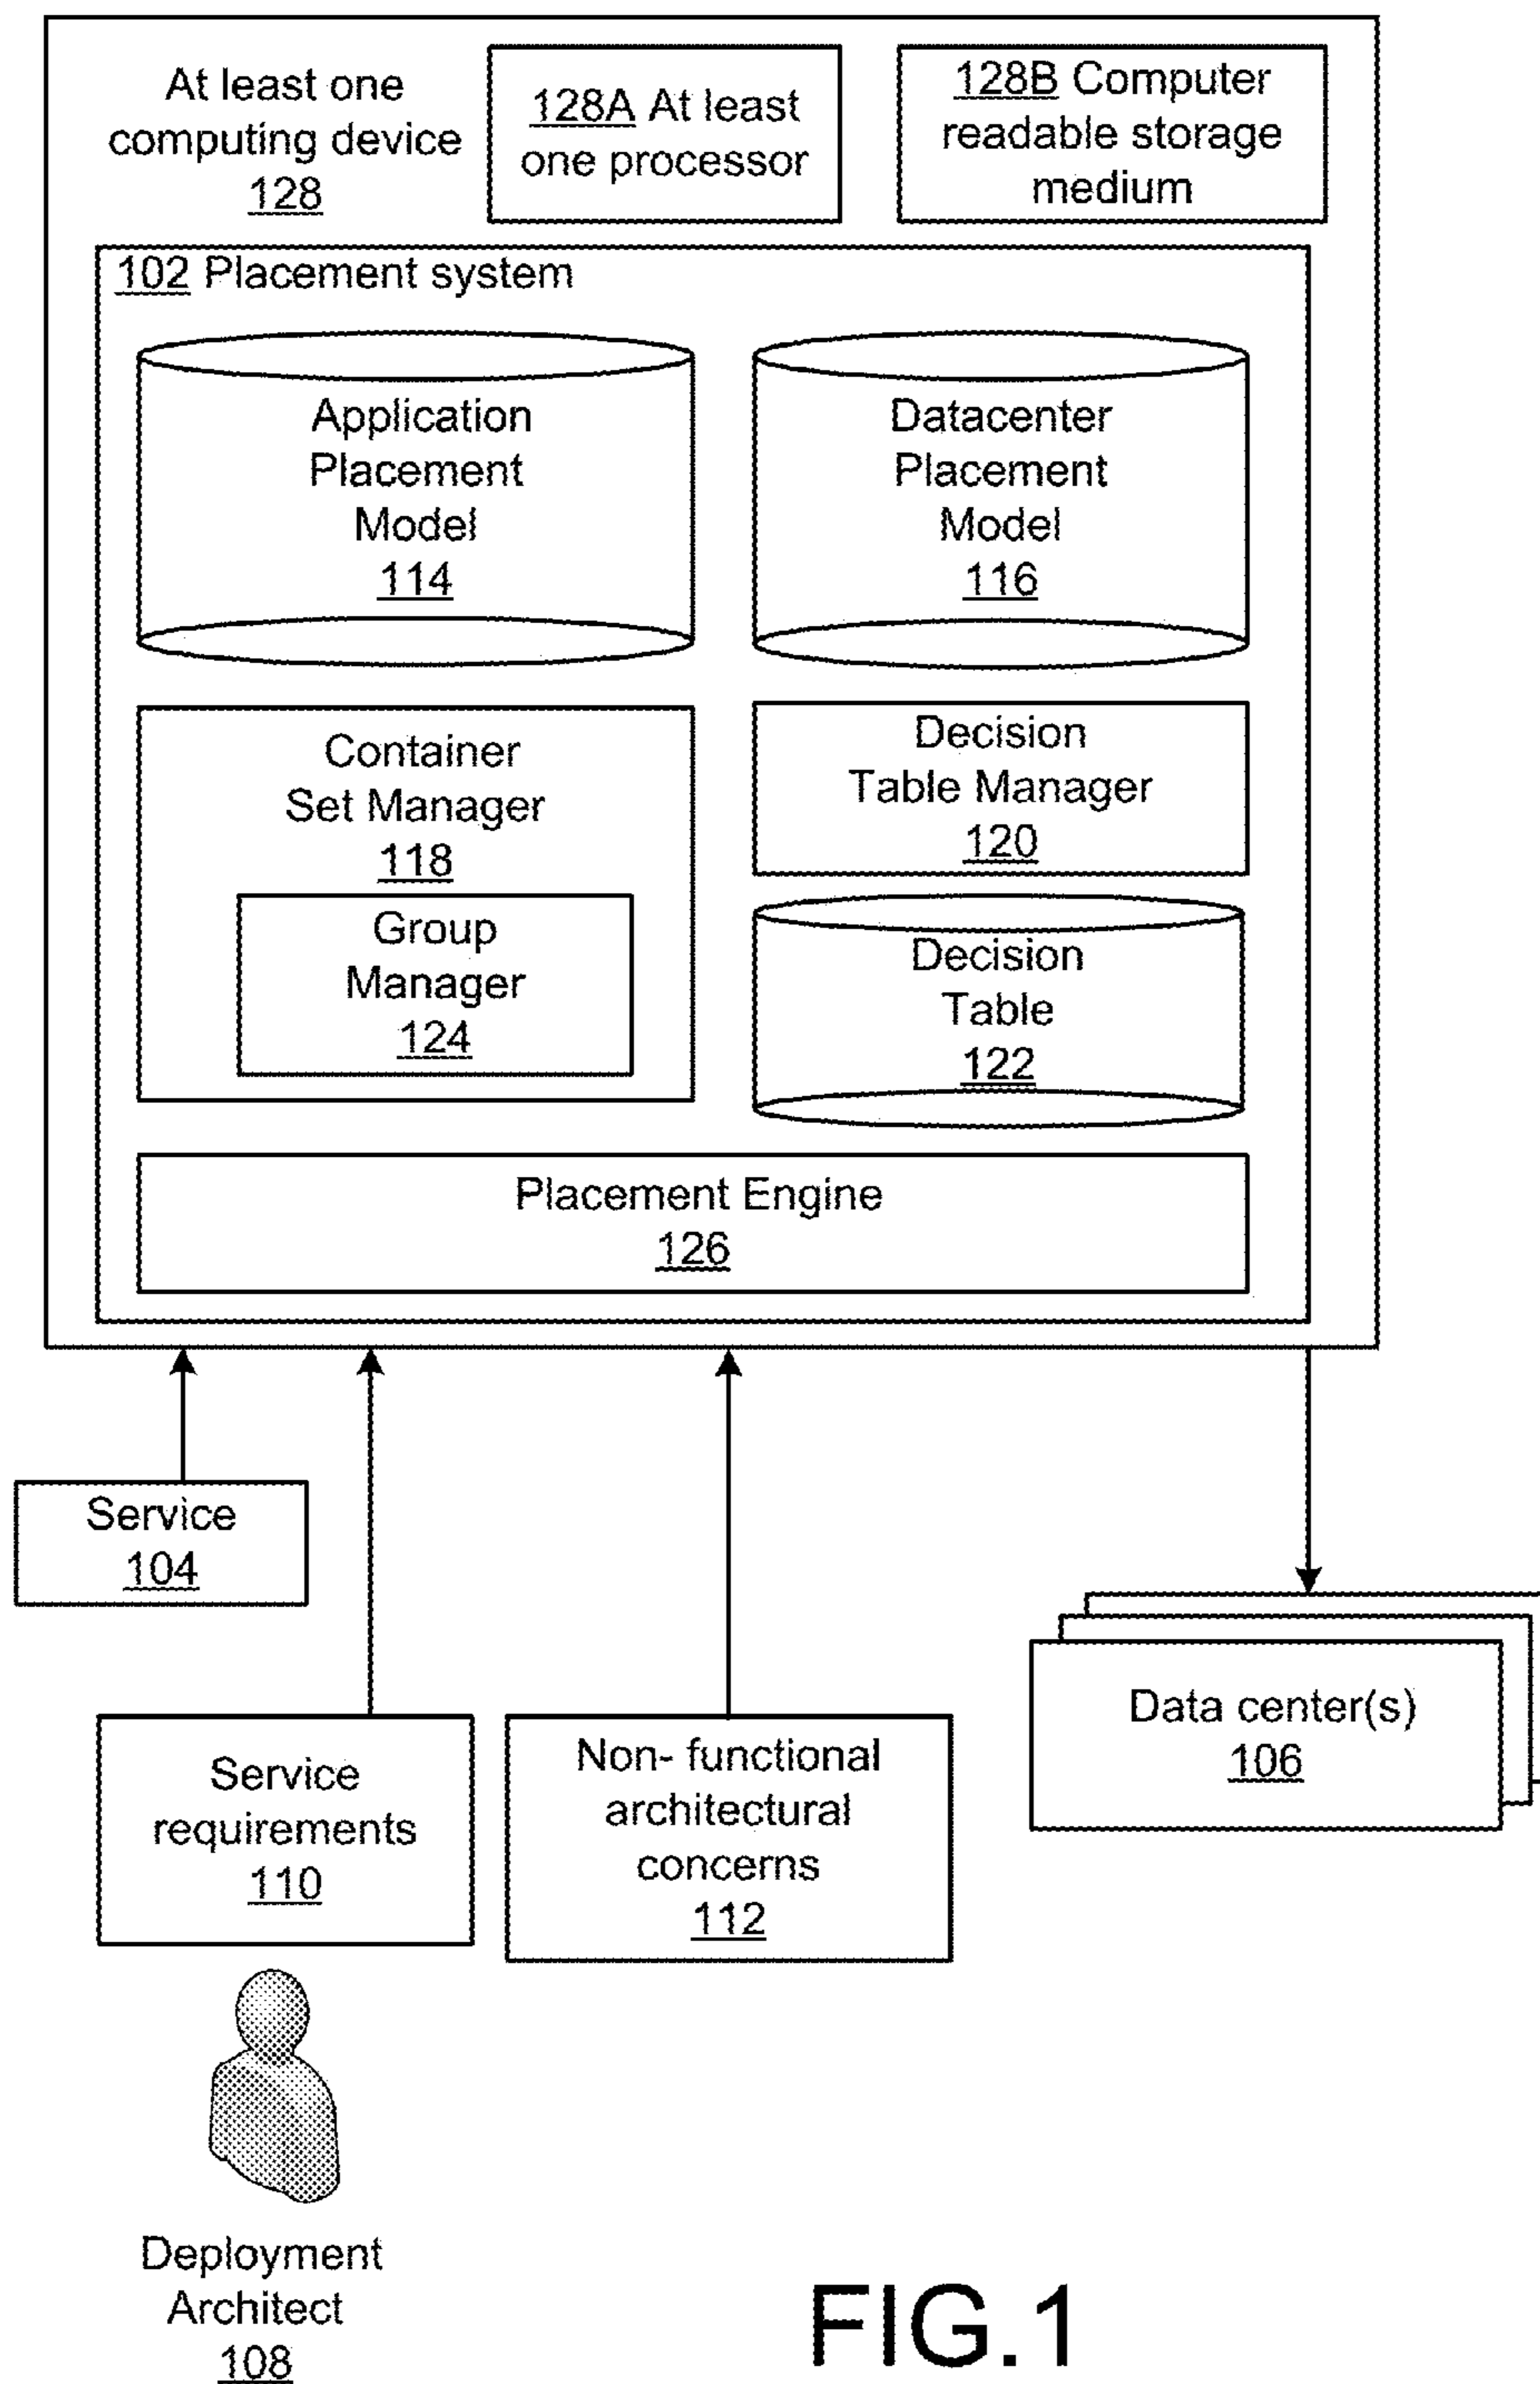 At least one
computing device
128
128A At least
one processor
128B Computer
readable storage
medium
102 Placement system
Application
Placement
Model
114
Datacenter
Placement
Model
116
Container
Set Manager
118
Group
Manager
124
Decision
Table Manager
120
Decision
Table
122
Placement Engine
126
Service
104
Service
requirements
110
Non- functional
architectural
concerns
112
Data center(s)
106
Deployment
Architect
108
FIG.1